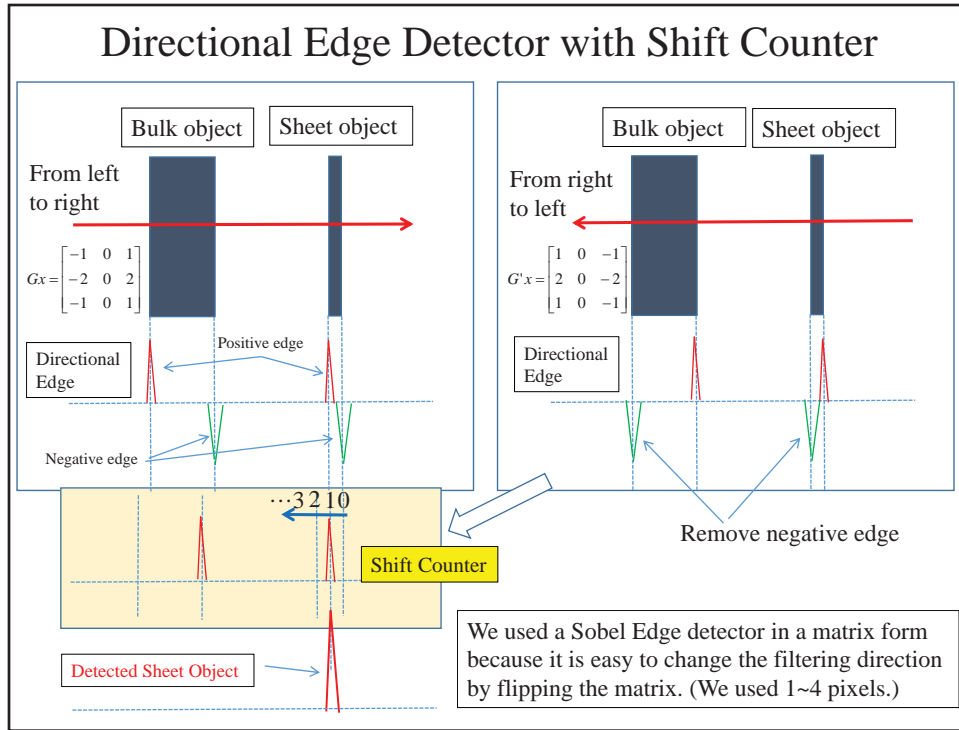 Directional Edge Detector with Shift Counter
Bulk object
Sheet object
From left
to right
Gx = [ −1 0 1
−2 0 2
−1 0 1 ]
Positive edge
Directional
Edge
Negative edge
Bulk object
Sheet object
From right
to left
G'x = [ 1 0 −1
2 0 −2
1 0 −1 ]
Directional
Edge
Remove negative edge
⋯3 2 1 0
Shift Counter
Detected Sheet Object
We used a Sobel Edge detector in a matrix form
because it is easy to change the filtering direction
by flipping the matrix. (We used 1~4 pixels.)